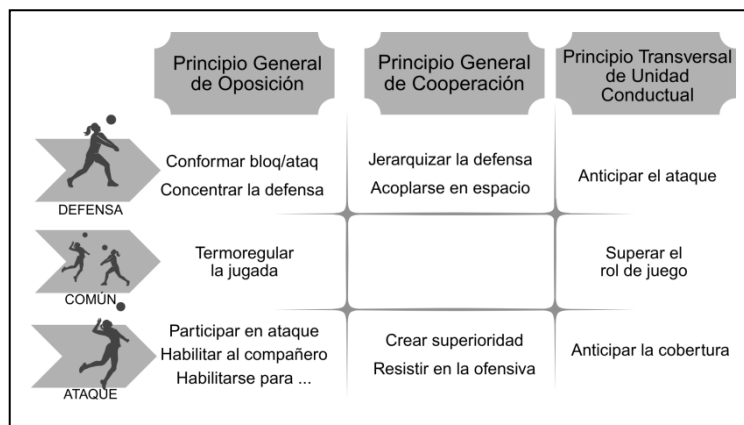 Principio General
de Oposición
Principio General
de Cooperación
Principio Transversal
de Unidad
Conductual
DEFENSA
Conformar bloq/ataq
Concentrar la defensa
Jerarquizar la defensa
Acoplarse en espacio
Anticipar el ataque
COMÚN
Termoregular
la jugada
Superar el
rol de juego
ATAQUE
Participar en ataque
Habilitar al compañero
Habilitarse para ...
Crear superioridad
Resistir en la ofensiva
Anticipar la cobertura